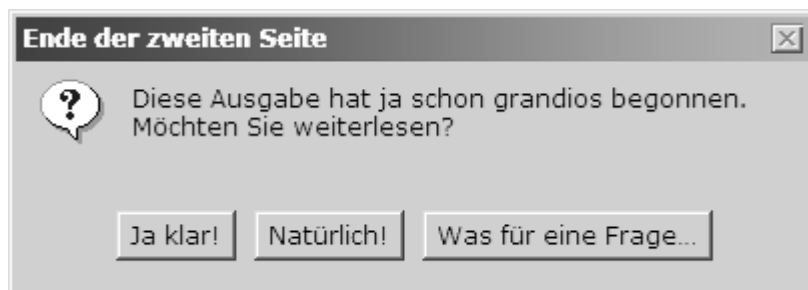 Ende der zweiten Seite
Diese Ausgabe hat ja schon grandios begonnen.
Möchten Sie weiterlesen?
Ja klar!
Natürlich!
Was für eine Frage...